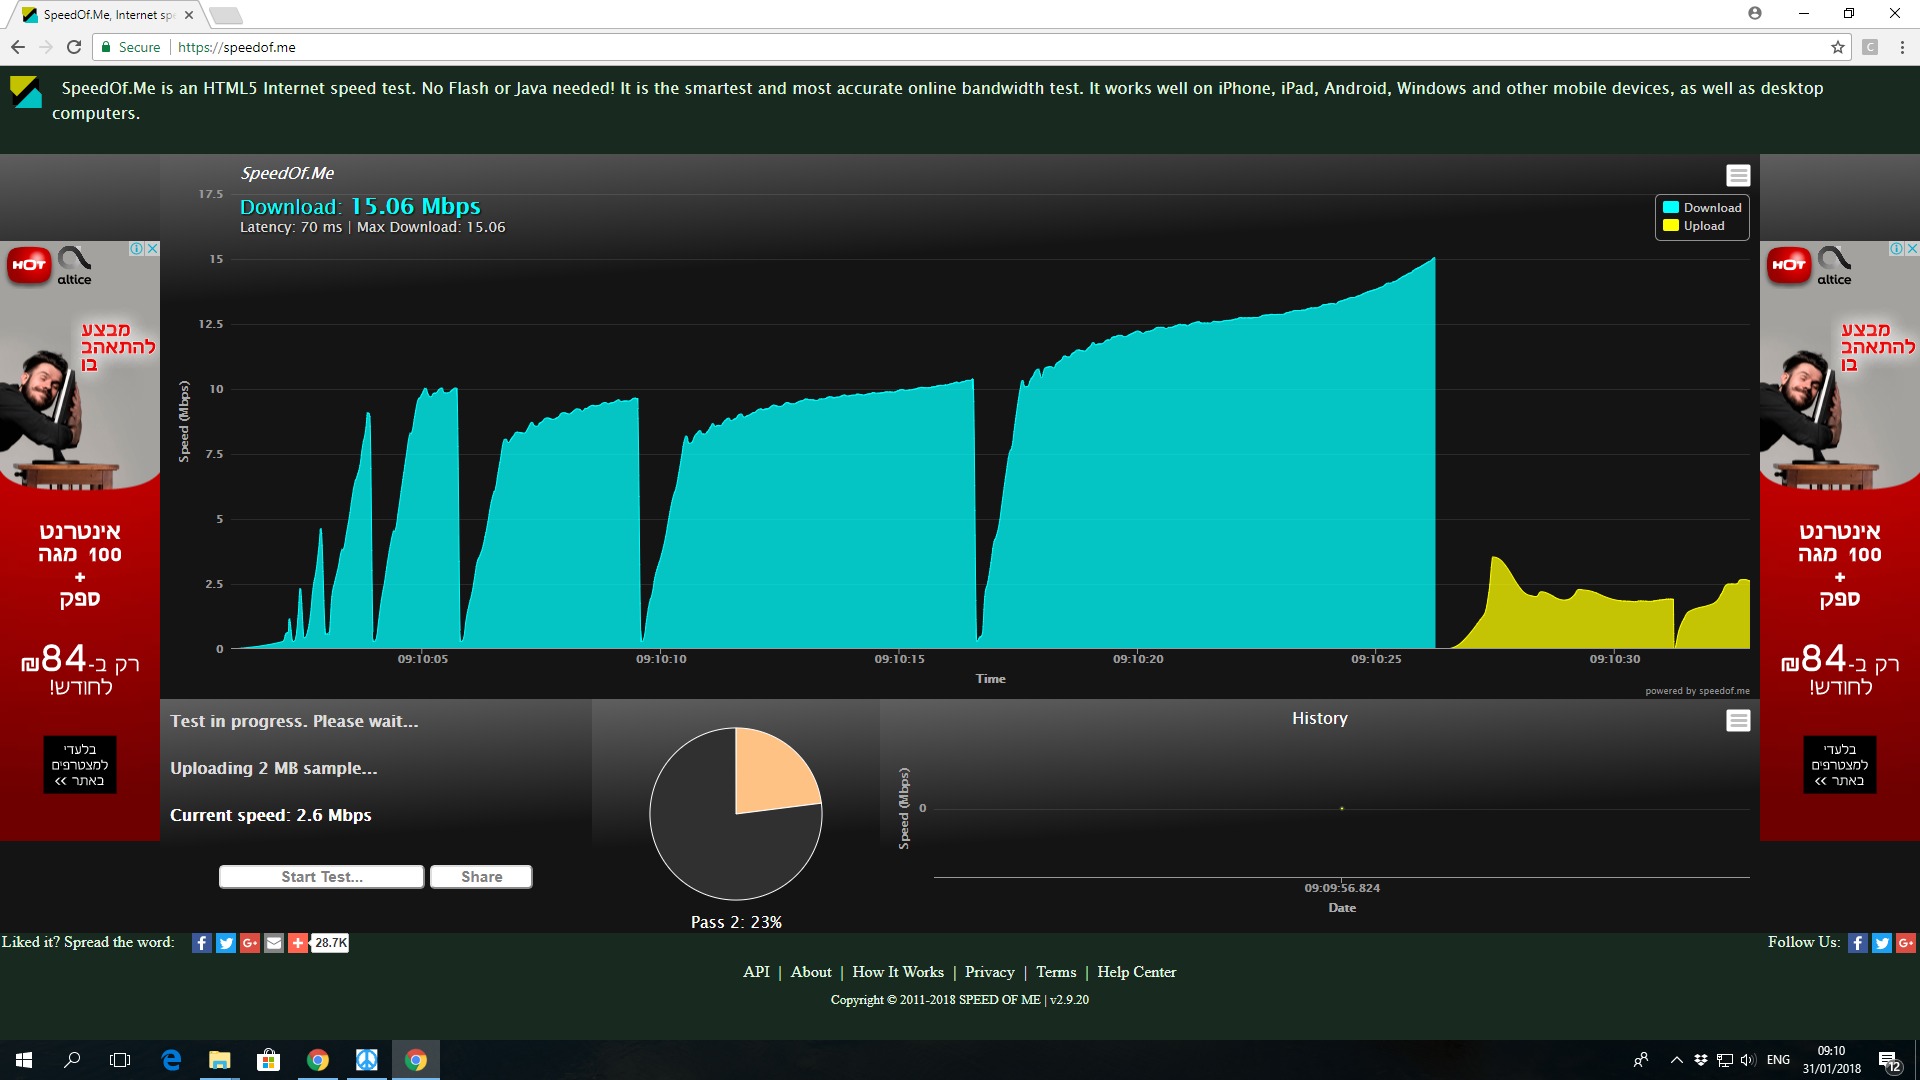 SpeedOf.Me, Internet spe
Secure
https://speedof.me
C
SpeedOf.Me is an HTML5 Internet speed test. No Flash or Java needed! It is the smartest and most accurate online bandwidth test. It works well on iPhone, iPad, Android, Windows and other mobile devices, as well as desktop
computers.
SpeedOf.Me
Download: 15.06 Mbps
Latency: 70 ms | Max Download: 15.06
Download
Upload
17.5
15
12.5
10
7.5
5
2.5
0
Speed (Mbps)
09:10:05
09:10:10
09:10:15
09:10:20
09:10:25
09:10:30
Time
powered by speedof.me
HOT
altice
מבצע
להתאהב
בו
אינטרנט
100 מגה
+
ספק
רק ב-84₪
לחודש!
בלעדי
למצטרפים
באתר >>
HOT
altice
מבצע
להתאהב
בו
אינטרנט
100 מגה
+
ספק
רק ב-84₪
לחודש!
בלעדי
למצטרפים
באתר >>
Test in progress. Please wait...
Uploading 2 MB sample...
Current speed: 2.6 Mbps
Start Test...
Share
Pass 2: 23%
History
Speed (Mbps)
0
09:09:56.824
Date
Liked it? Spread the word:
28.7K
Follow Us:
API | About | How It Works | Privacy | Terms | Help Center
Copyright © 2011-2018 SPEED OF ME | v2.9.20
ENG
09:10
31/01/2018
12